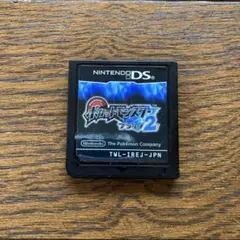 NINTENDO DS
ポケットモンスター
ブラック2
Nintendo
The Pokémon Company
TWL-IREJ-JPN